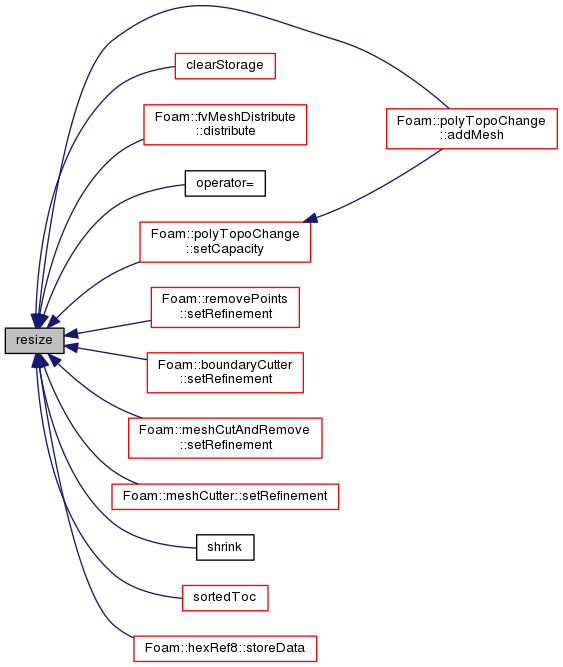 clearStorage
Foam::polyTopoChange
::addMesh
Foam::fvMeshDistribute
::distribute
operator=
Foam::polyTopoChange
::setCapacity
Foam::removePoints
::setRefinement
resize
Foam::boundaryCutter
::setRefinement
Foam::meshCutAndRemove
::setRefinement
Foam::meshCutter::setRefinement
shrink
sortedToc
Foam::hexRef8::storeData